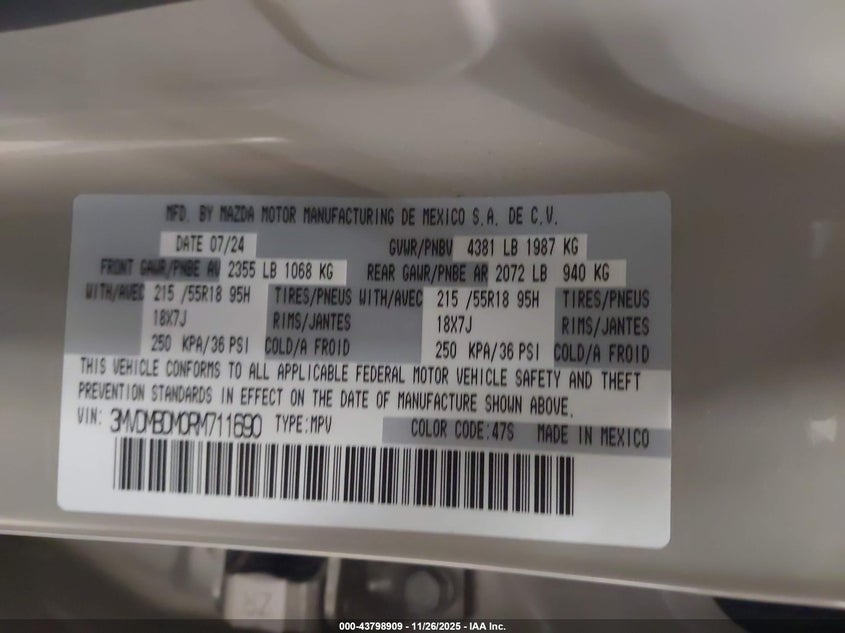 MFD. BY MAZDA MOTOR MANUFACTURING DE MEXICO S.A. DE C.V.
DATE 07/24 GVWR/PNBV 4381 LB 1987 KG
FRONT GAWR/PNBE AV 2355 LB 1068 KG REAR GAWR/PNBE AR 2072 LB 940 KG
WITH/AVEC 215 /55R18 95H TIRES/PNEUS WITH/AVEC 215 /55R18 95H TIRES/PNEUS
18X7J RIMS/JANTES 18X7J RIMS/JANTES
250 KPA/36 PSI COLD/A FROID 250 KPA/36 PSI COLD/A FROID
THIS VEHICLE CONFORMS TO ALL APPLICABLE FEDERAL MOTOR VEHICLE SAFETY AND THEFT
PREVENTION STANDARDS IN EFFECT ON THE DATE OF MANUFACTURE SHOWN ABOVE.
VIN: 3MVDMBDM0RM711690 TYPE:MPV COLOR CODE:47S MADE IN MEXICO
000-43798909 - 11/26/2025 - IAA Inc.